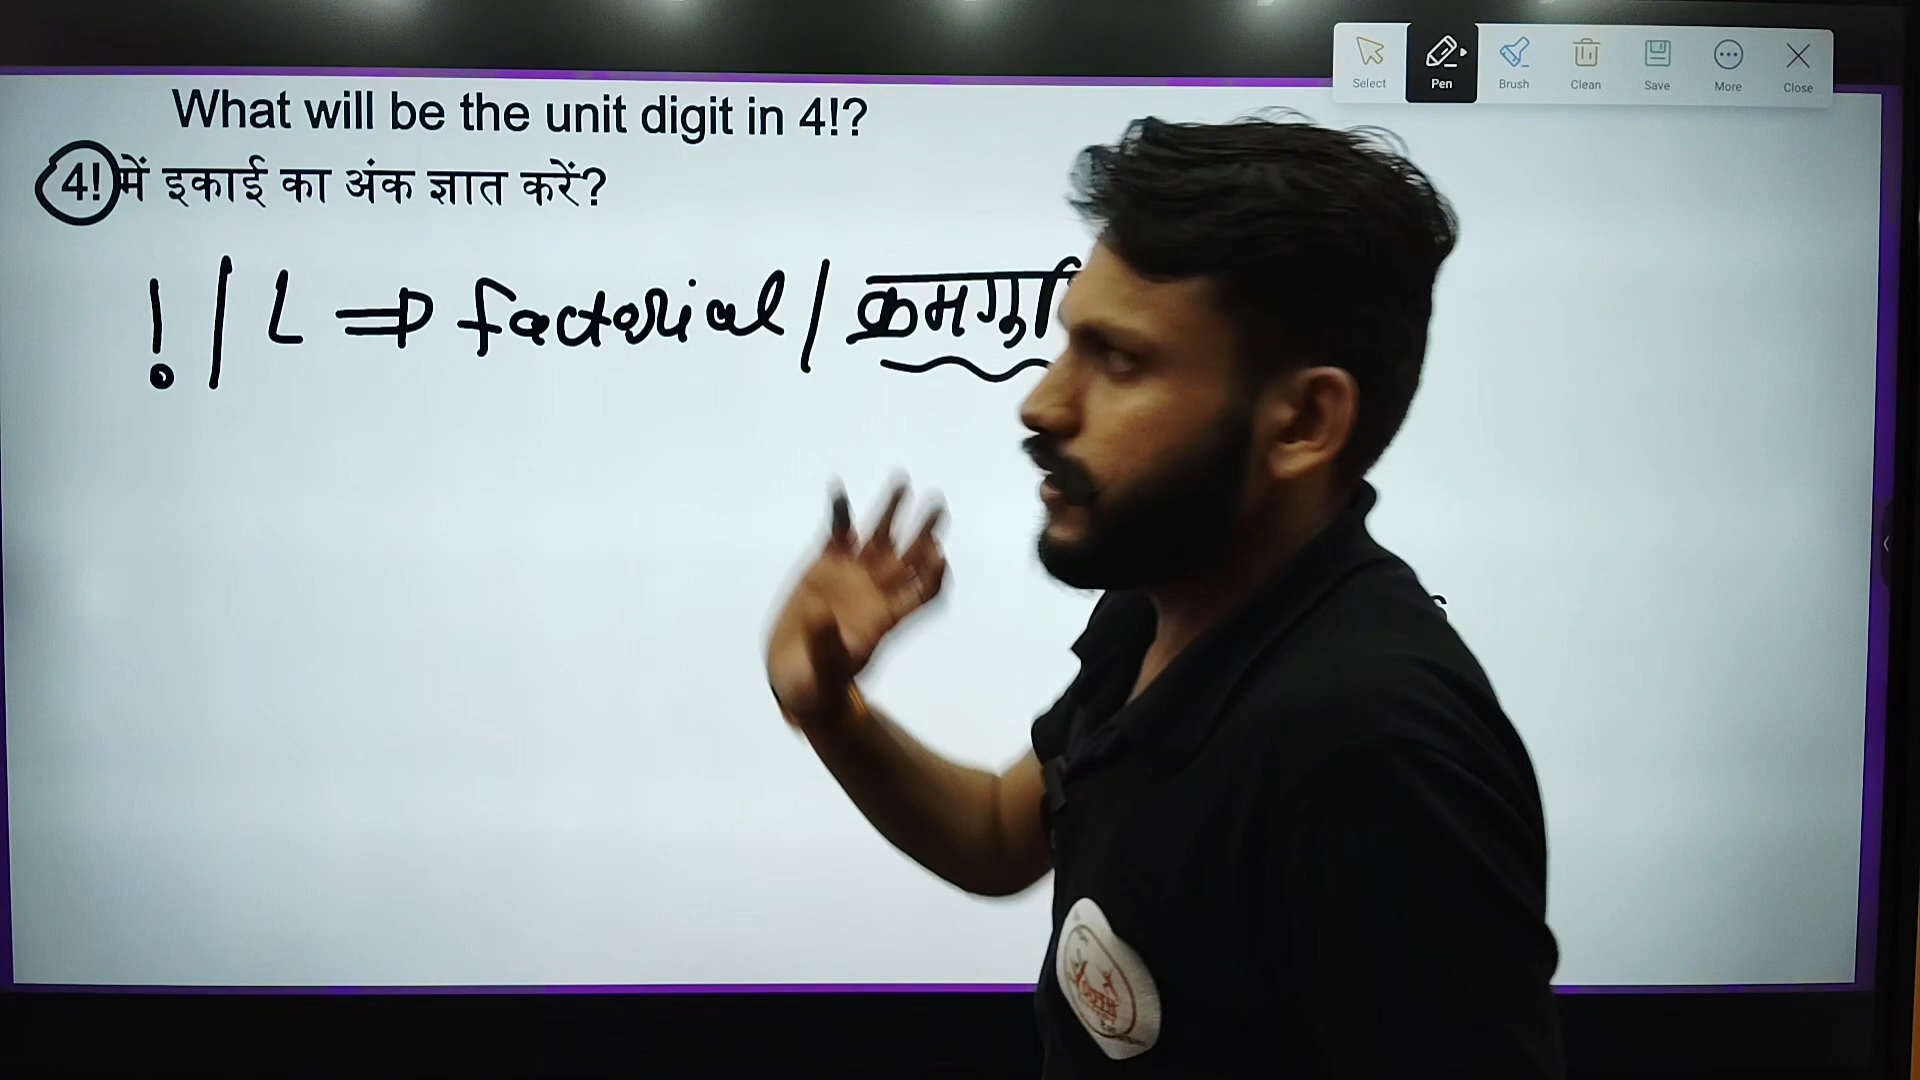 Select Pen Brush Clean Save More Close
What will be the unit digit in 4!?
4! में इकाई का अंक ज्ञात करें?
! / L ⇒ factorial /